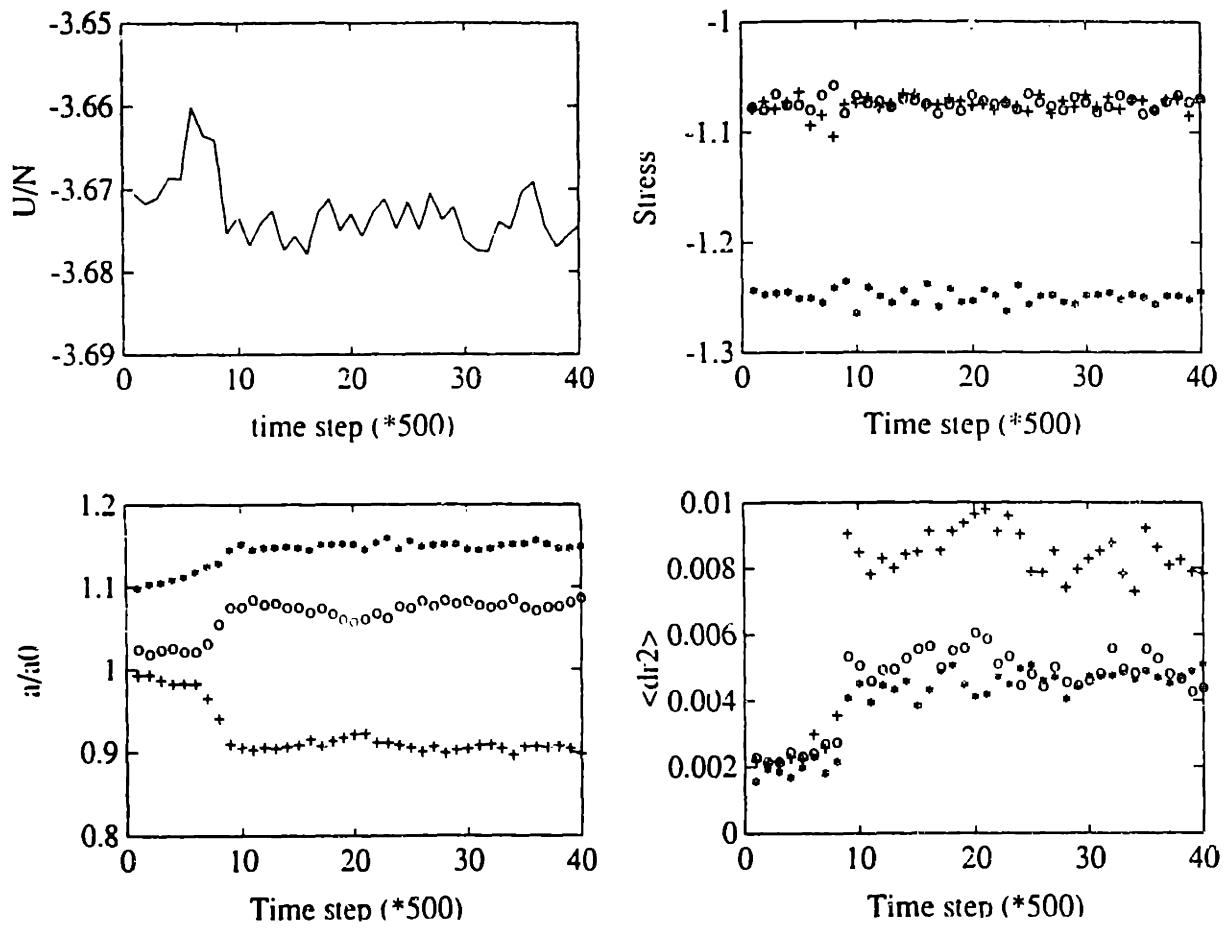 -3.65
-3.66
-3.67
-3.68
-3.69
U/N
0 10 20 30 40
time step (*500)
-1
-1.1
-1.2
-1.3
Stress
0 10 20 30 40
Time step (*500)
1.2
1.1
1
0.9
0.8
a/a0
0 10 20 30 40
Time step (*500)
0.01
0.008
0.006
0.004
0.002
0
<dr2>
0 10 20 30 40
Time step (*500)